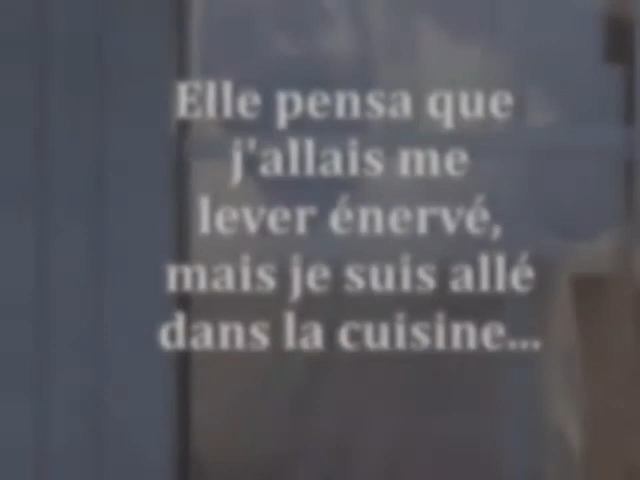 Elle pensa que
j'allais me
lever énervé,
mais je suis allé
dans la cuisine...